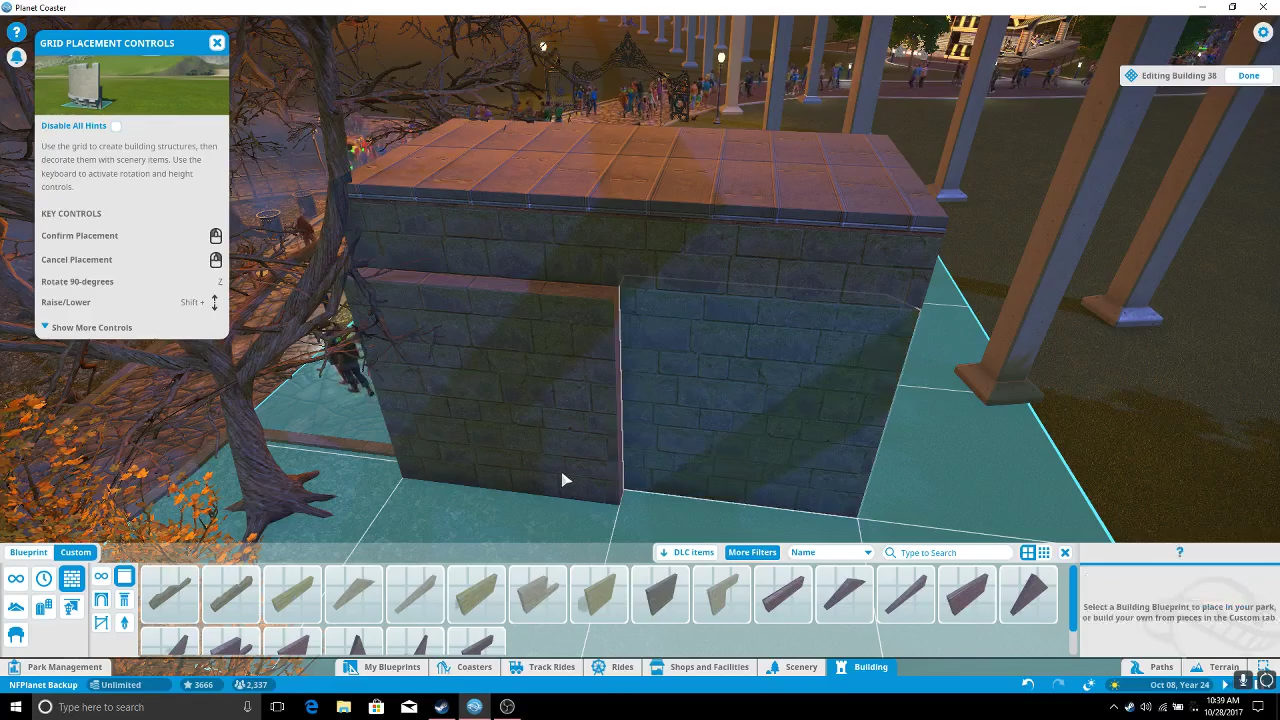 Planet Coaster
GRID PLACEMENT CONTROLS
Disable All Hints
Use the grid to create building structures, then
decorate them with scenery items. Use the
keyboard to activate rotation and height
controls.
KEY CONTROLS
Confirm Placement
Cancel Placement
Rotate 90-degrees Z
Raise/Lower Shift +
Show More Controls
Editing Building 38 Done
Blueprint Custom DLC items More Filters Name Type to Search ?
Select a Building Blueprint to place in your park,
or build your own from pieces in the Custom tab
Park Management My Blueprints Coasters Track Rides Rides Shops and Facilities Scenery Building Paths Terrain
NFPlanet Backup Unlimited 3666 2,337 Oct 08, Year 24
Type here to search 10:39 AM
10/28/2017